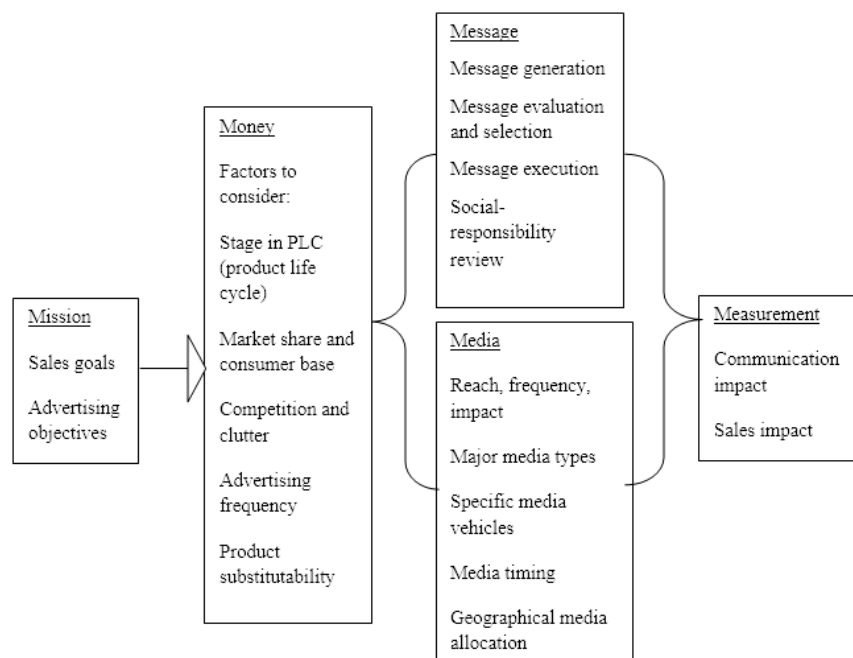 Mission
Sales goals
Advertising
objectives
Money
Factors to
consider:
Stage in PLC
(product life
cycle)
Market share and
consumer base
Competition and
clutter
Advertising
frequency
Product
substitutability
Message
Message generation
Message evaluation
and selection
Message execution
Social-
responsibility
review
Media
Reach, frequency,
impact
Major media types
Specific media
vehicles
Media timing
Geographical media
allocation
Measurement
Communication
impact
Sales impact